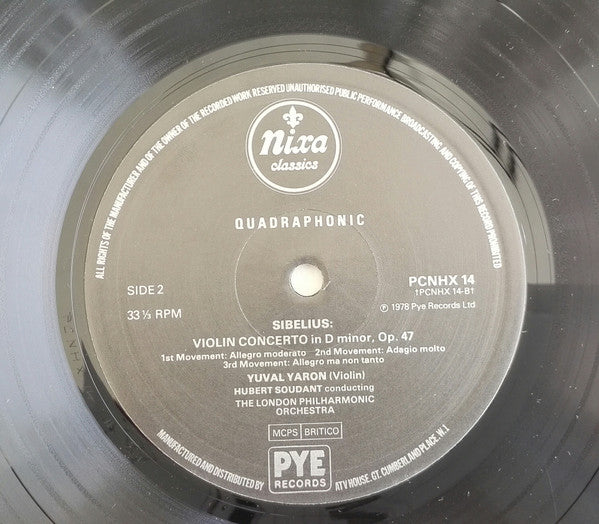 ALL RIGHTS OF THE MANUFACTURER AND OF THE OWNER OF THE RECORDED WORK RESERVED UNAUTHORISED PUBLIC PERFORMANCE BROADCASTING AND COPYING OF THIS RECORD PROHIBITED
Nixa
classics
QUADRAPHONIC
SIDE 2
33⅓ RPM
PCNHX 14
†PCNHX 14-B†
℗ 1978 Pye Records Ltd
SIBELIUS:
VIOLIN CONCERTO in D minor, Op. 47
1st Movement: Allegro moderato 2nd Movement: Adagio molto
3rd Movement: Allegro ma non tanto
YUVAL YARON (Violin)
HUBERT SOUDANT conducting
THE LONDON PHILHARMONIC
ORCHESTRA
MCPS BRITICO
PYE
RECORDS
MANUFACTURED AND DISTRIBUTED BY
ATV HOUSE. GT. CUMBERLAND PLACE. W.1